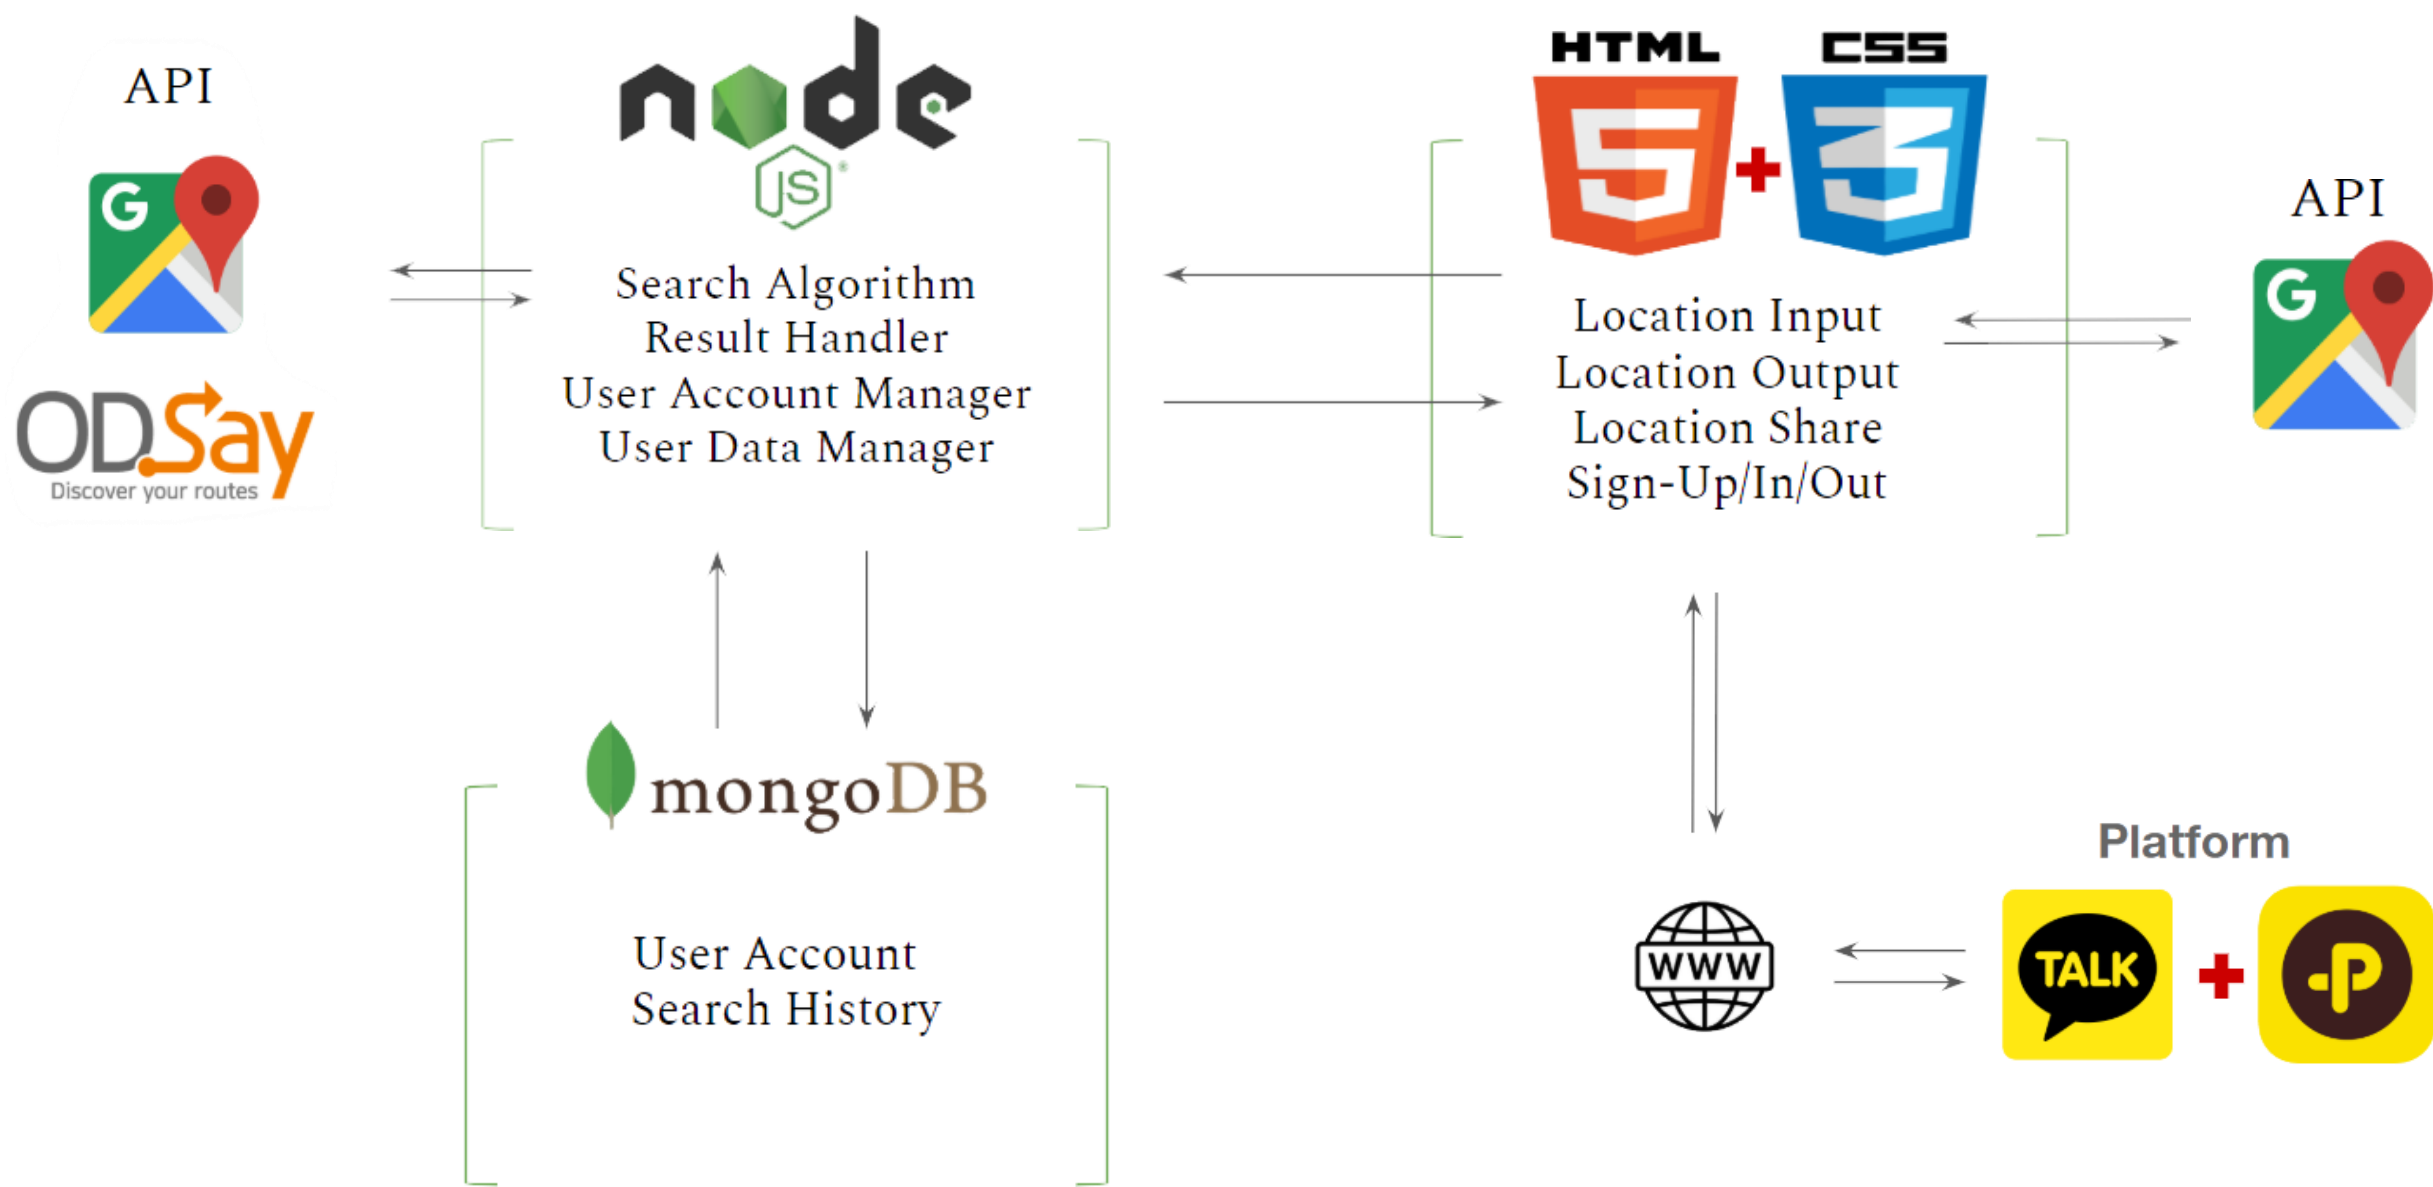 API
G
ODSay
Discover your routes
node
JS®
Search Algorithm
Result Handler
User Account Manager
User Data Manager
HTML
CSS
5
3
Location Input
Location Output
Location Share
Sign-Up/In/Out
API
G
mongoDB
User Account
Search History
WWW
Platform
TALK
P